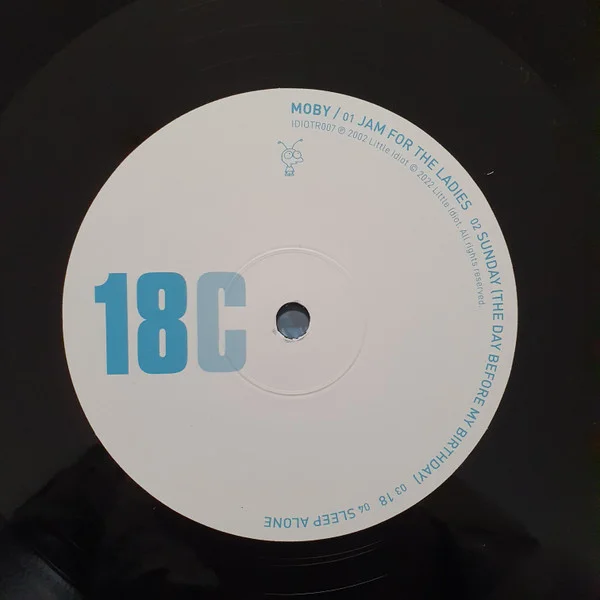 MOBY / 01 JAM FOR THE LADIES 02 SUNDAY (THE DAY BEFORE MY BIRTHDAY) 03 18 04 SLEEP ALONE
IDIOTR007 ℗ 2002 Little Idiot © 2022 Little Idiot. All rights reserved.
18C